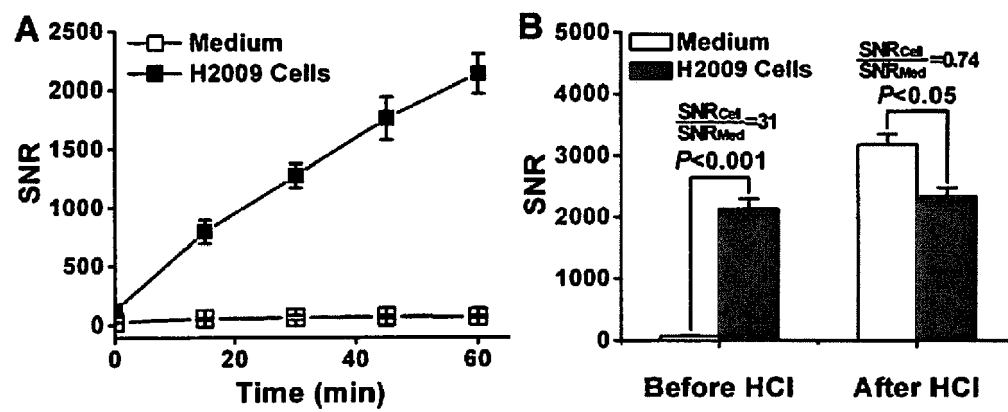 A
SNR
2500
2000
1500
1000
500
0
Medium
H2009 Cells
0 20 40 60
Time (min)
B
SNR
5000
4000
3000
2000
1000
0
Medium
H2009 Cells
SNRCell
SNRMed =31
P<0.001
SNRCell
SNRMed =0.74
P<0.05
Before HCl After HCl